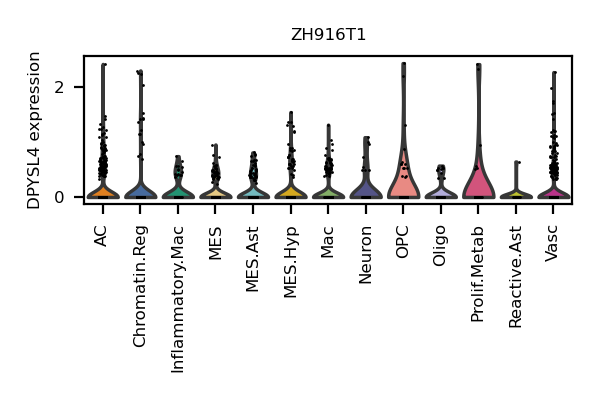 ZH916T1
DPYSL4 expression
2
0
AC
Chromatin.Reg
Inflammatory.Mac
MES
MES.Ast
MES.Hyp
Mac
Neuron
OPC
Oligo
Prolif.Metab
Reactive.Ast
Vasc